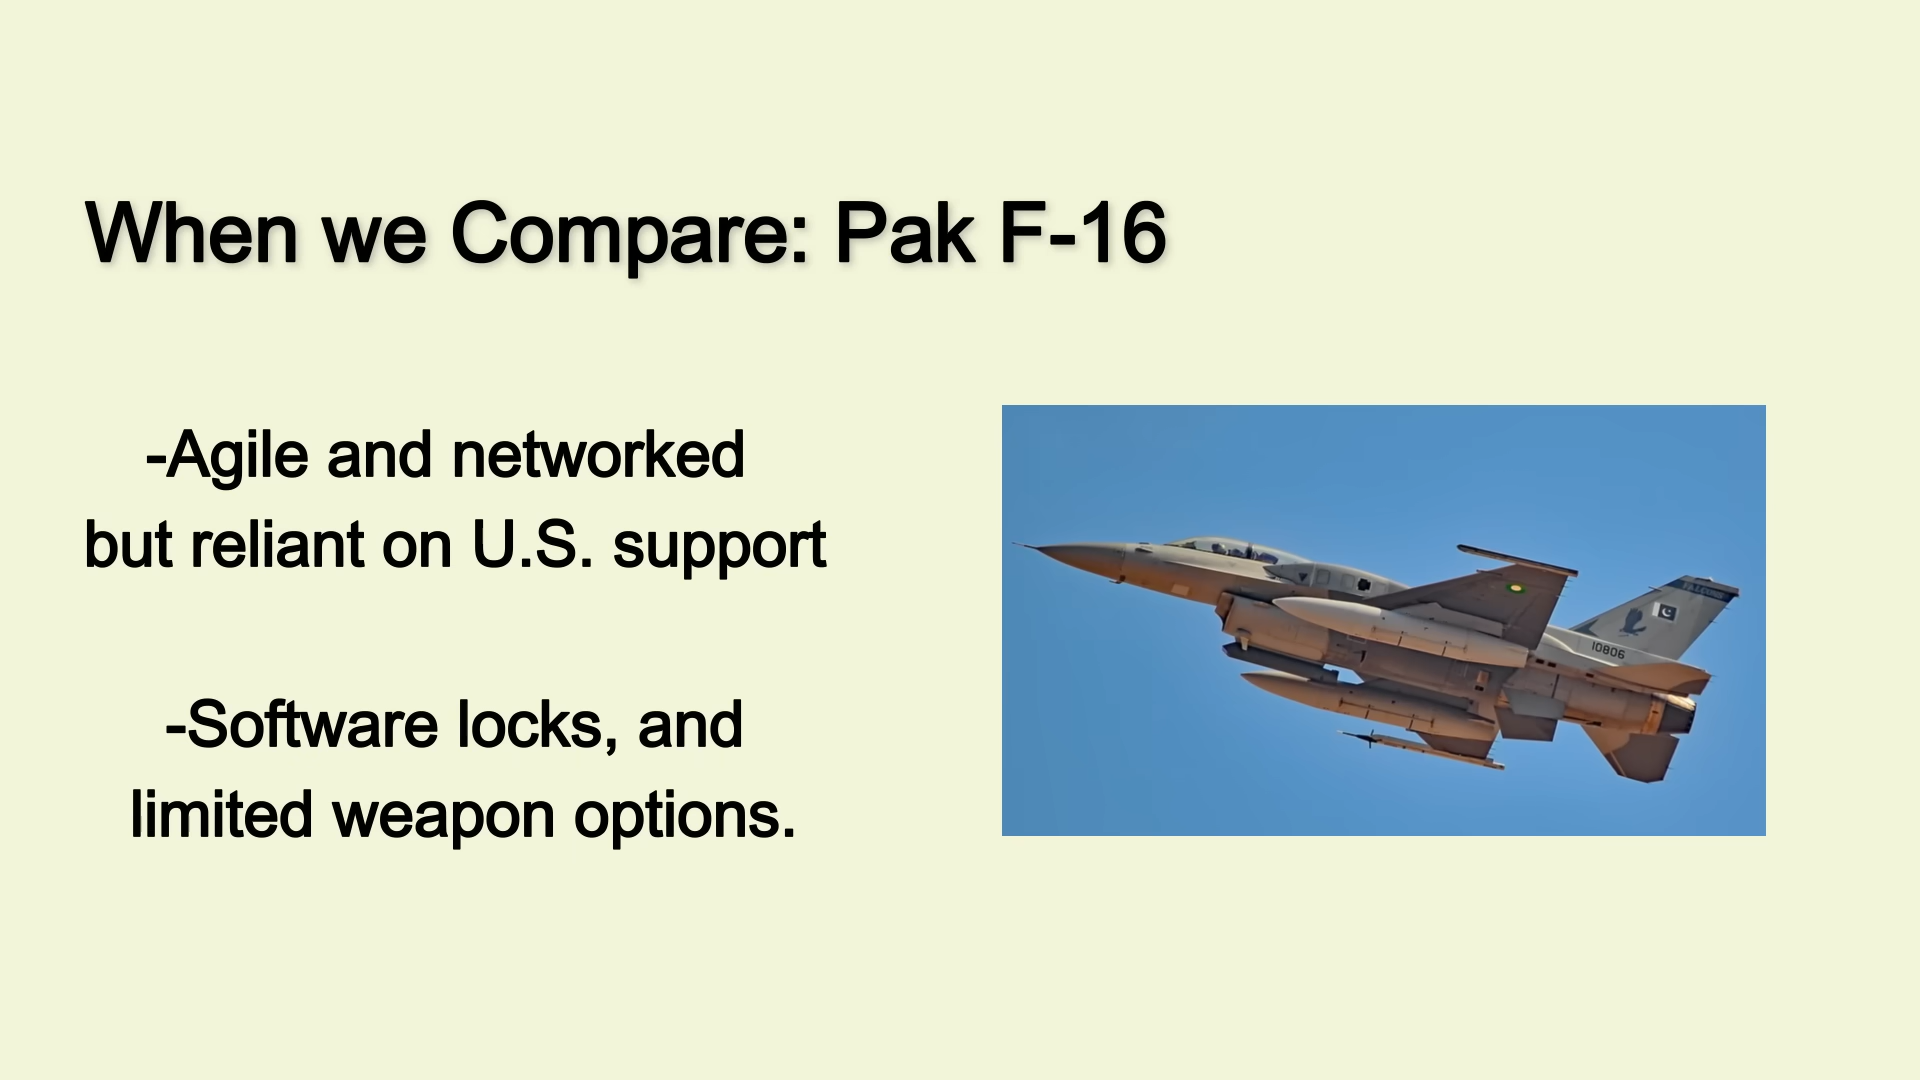 When we Compare: Pak F-16
-Agile and networked
but reliant on U.S. support
-Software locks, and
limited weapon options.
10806